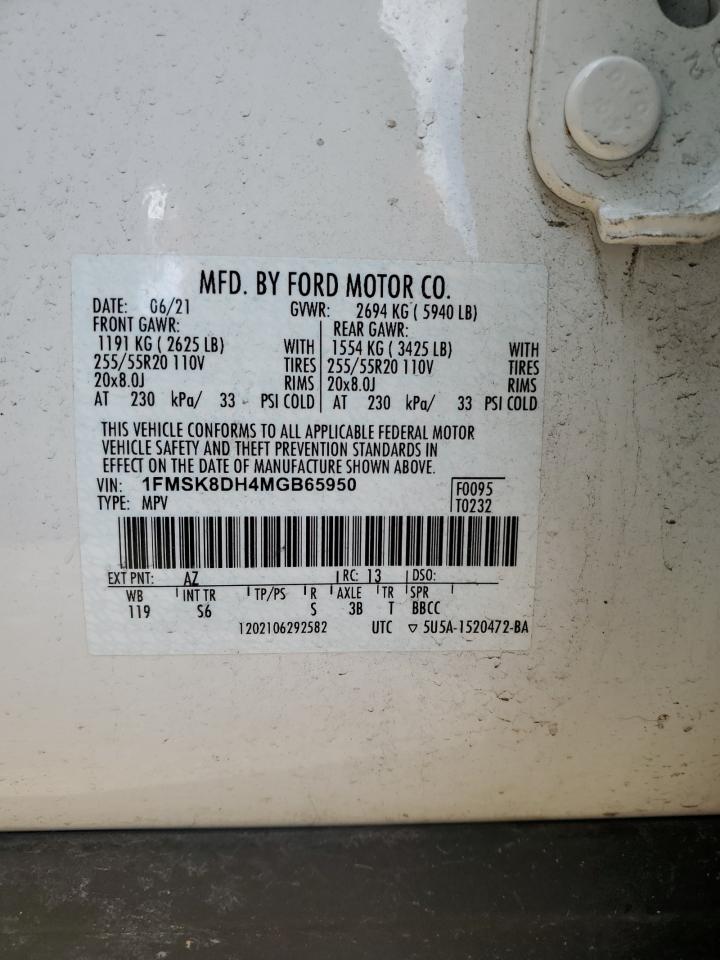 MFD. BY FORD MOTOR CO.
DATE: 06/21 GVWR: 2694 KG ( 5940 LB)
FRONT GAWR: REAR GAWR:
1191 KG ( 2625 LB) WITH 1554 KG ( 3425 LB) WITH
255/55R20 110V TIRES 255/55R20 110V TIRES
20x8.0J RIMS 20x8.0J RIMS
AT 230 kPa/ 33 PSI COLD AT 230 kPa/ 33 PSI COLD
THIS VEHICLE CONFORMS TO ALL APPLICABLE FEDERAL MOTOR
VEHICLE SAFETY AND THEFT PREVENTION STANDARDS IN
EFFECT ON THE DATE OF MANUFACTURE SHOWN ABOVE.
VIN: 1FMSK8DH4MGB65950 F0095
TYPE: MPV T0232
EXT PNT: AZ RC: 13 DSO:
WB INT TR TP/PS R AXLE TR SPR
119 S6 S 3B T BBCC
1202106292582 UTC ▽ 5U5A-1520472-BA